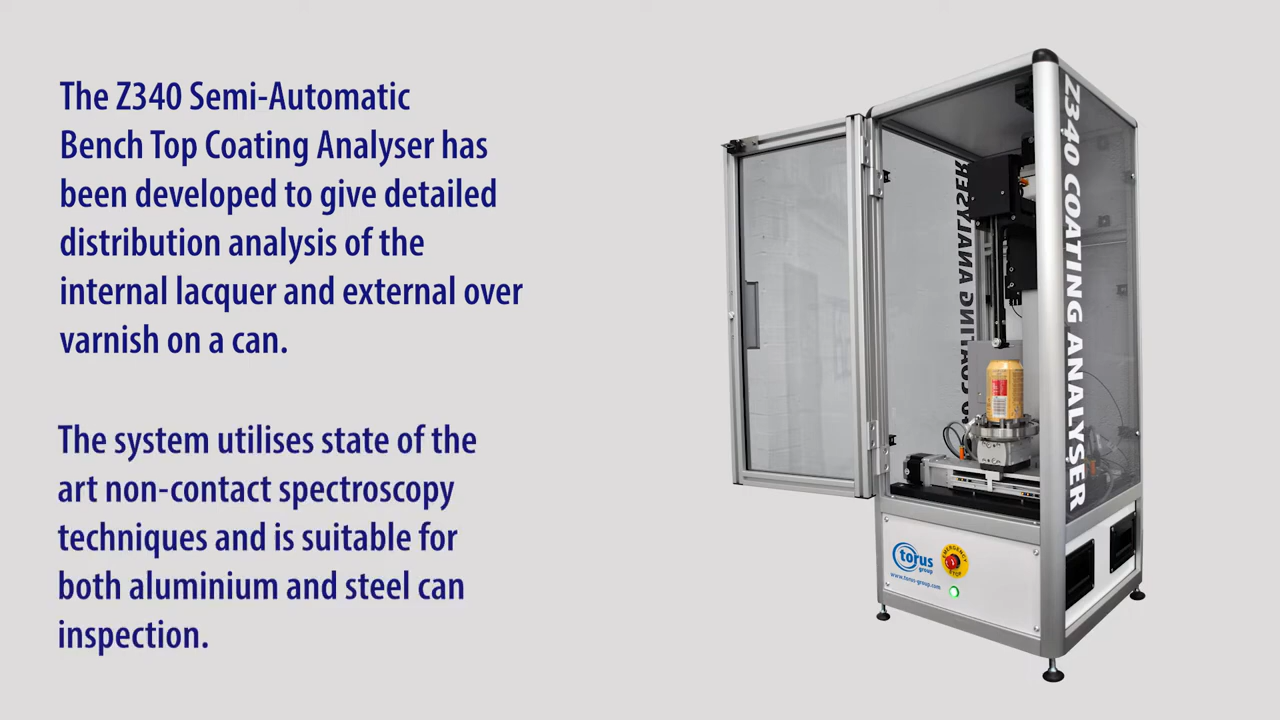 The Z340 Semi-Automatic
Bench Top Coating Analyser has
been developed to give detailed
distribution analysis of the
internal lacquer and external over
varnish on a can.
The system utilises state of the
art non-contact spectroscopy
techniques and is suitable for
both aluminium and steel can
inspection.
Z340 COATING ANALYSER
torus
group
www.torus-group.com
EMERGENCY
STOP